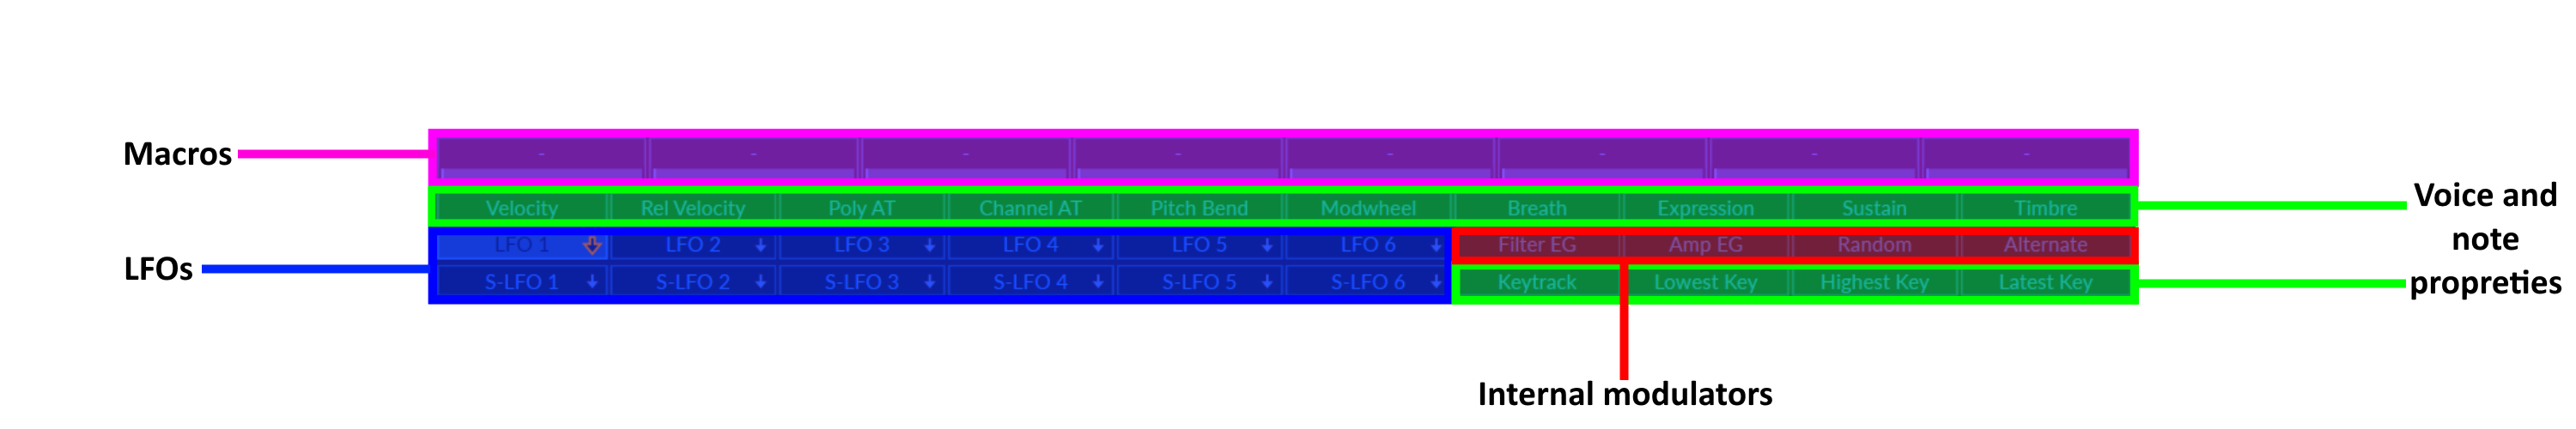 Macros
- - - - - - - -
Velocity Rel Velocity Poly AT Channel AT Pitch Bend Modwheel Breath Expression Sustain Timbre
Voice and
note
propreties
LFOs
LFO 1 LFO 2 LFO 3 LFO 4 LFO 5 LFO 6 Filter EG Amp EG Random Alternate
S-LFO 1 S-LFO 2 S-LFO 3 S-LFO 4 S-LFO 5 S-LFO 6 Keytrack Lowest Key Highest Key Latest Key
Internal modulators